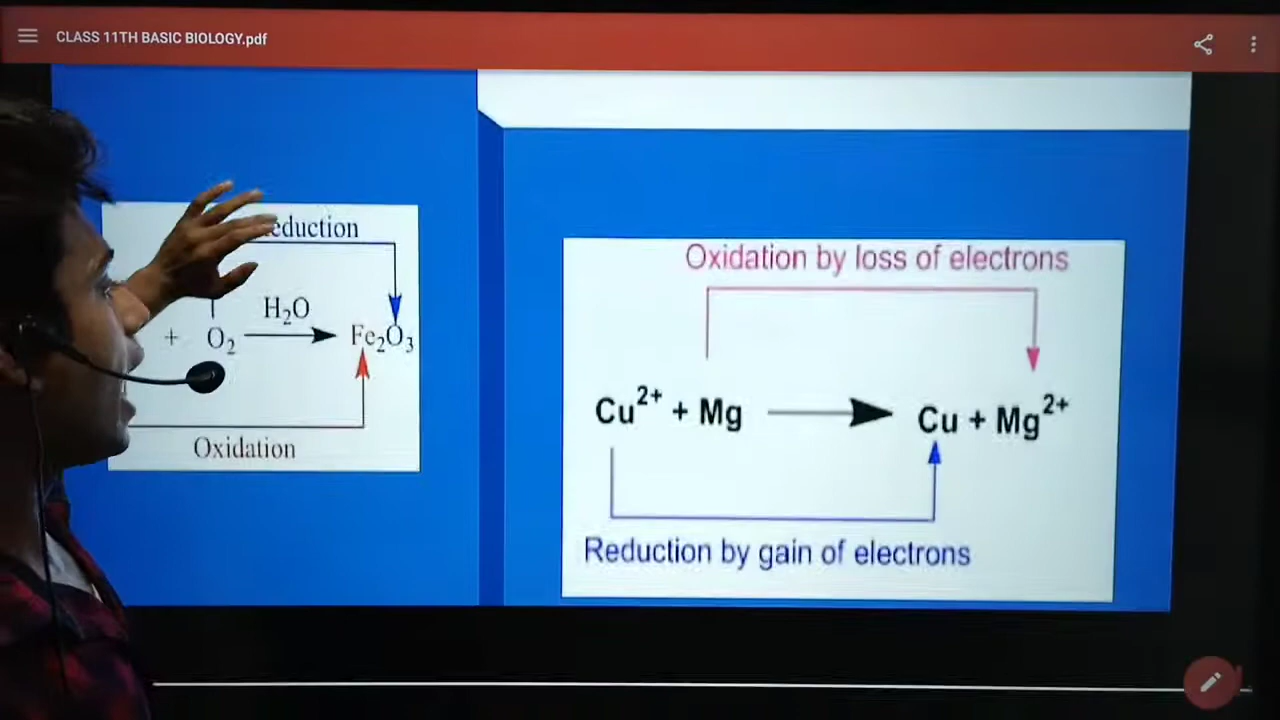 CLASS 11TH BASIC BIOLOGY.pdf
eduction
H₂O
+ O₂ Fe₂O₃
Oxidation
Oxidation by loss of electrons
Cu²⁺ + Mg Cu + Mg²⁺
Reduction by gain of electrons